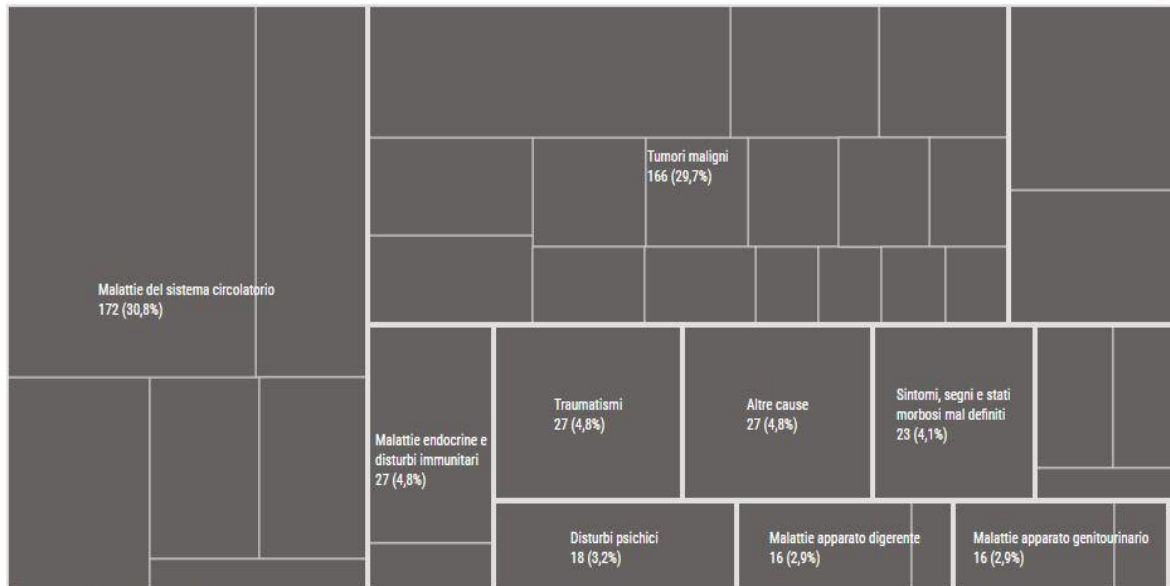 Tumori maligni
166 (29,7%)
Malattie del sistema circolatorio
172 (30,8%)
Malattie endocrine e
disturbi immunitari
27 (4,8%)
Traumatismi
27 (4,8%)
Altre cause
27 (4,8%)
Sintomi, segni e stati
morbosi mal definiti
23 (4,1%)
Disturbi psichici
18 (3,2%)
Malattie apparato digerente
16 (2,9%)
Malattie apparato genitourinario
16 (2,9%)